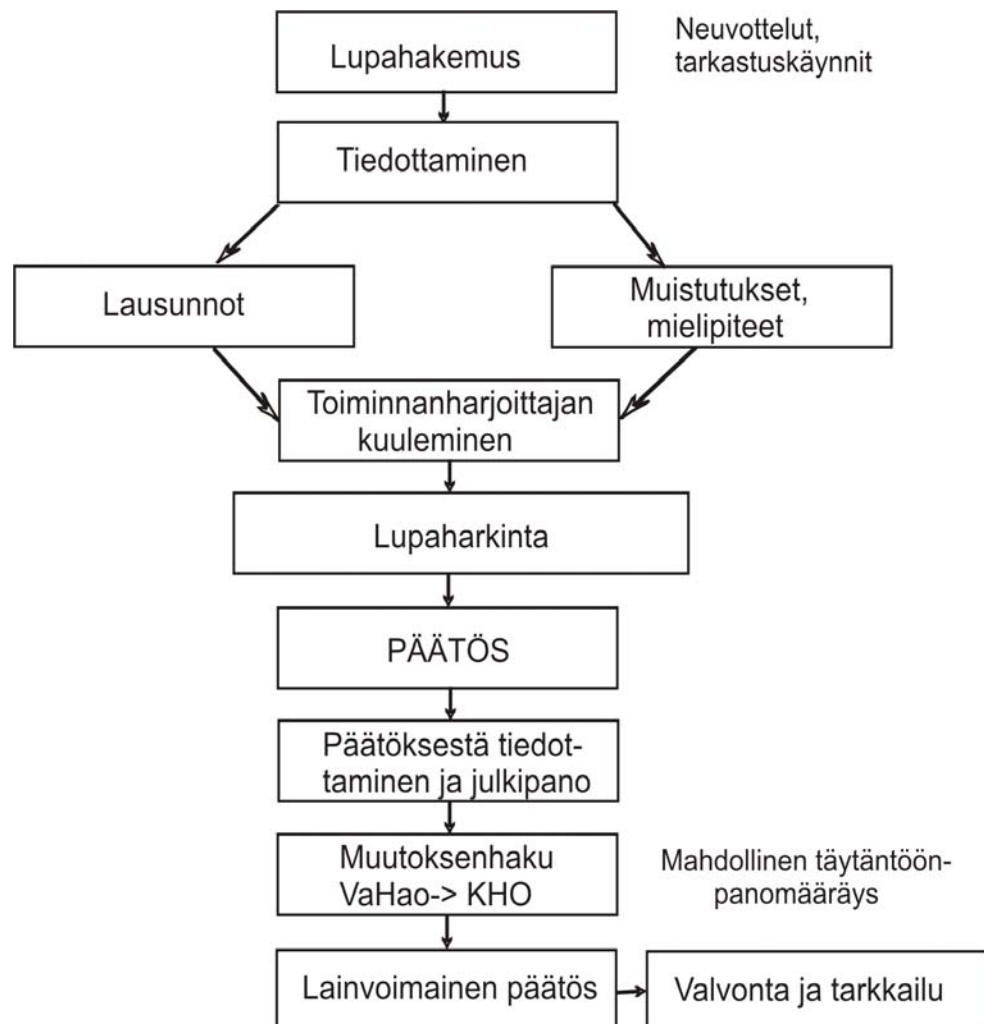 Lupahakemus
Neuvottelut,
tarkastuskäynnit
Tiedottaminen
Lausunnot
Muistutukset,
mielipiteet
Toiminnanharjoittajan
kuuleminen
Lupaharkinta
PÄÄTÖS
Päätöksestä tiedot-
taminen ja julkipano
Muutoksenhaku
VaHao-> KHO
Mahdollinen täytäntöön-
panomääräys
Lainvoimainen päätös
Valvonta ja tarkkailu